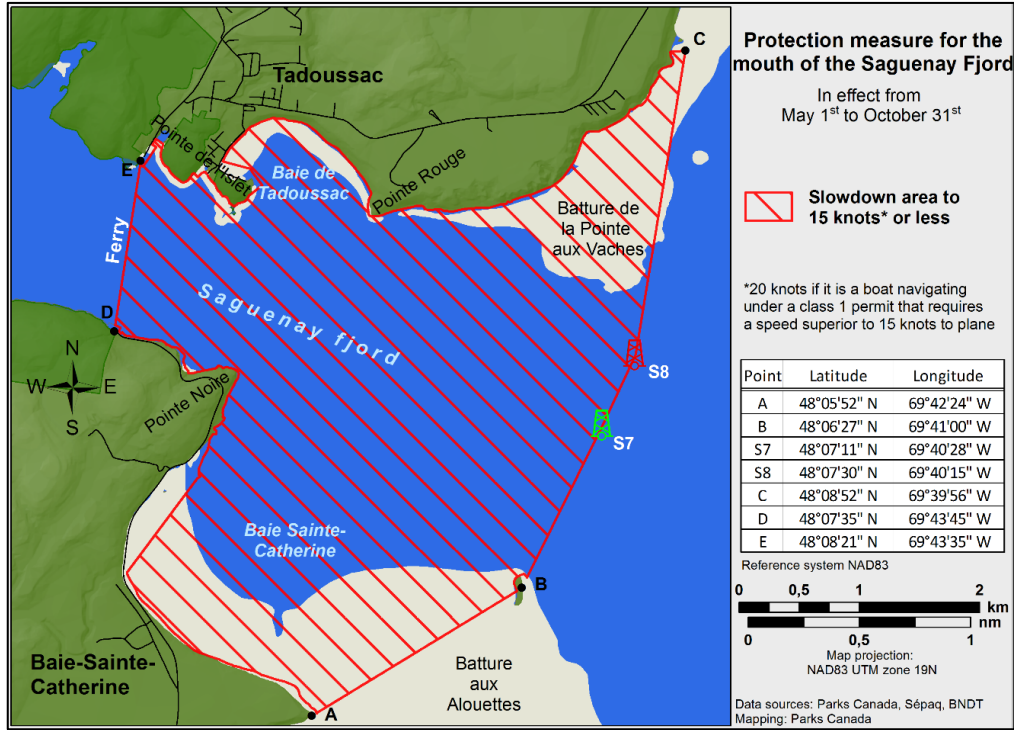 C
Tadoussac
Pointe de l'Islet
E
Baie de
Tadoussac
Pointe Rouge
Batture de
la Pointe
aux Vaches
Ferry
Saguenay fjord
D
N
W E
S
Pointe Noire
S8
S7
Baie Sainte-
Catherine
B
Baie-Sainte-
Catherine
Batture
aux
Alouettes
A
Protection measure for the
mouth of the Saguenay Fjord
In effect from
May 1st to October 31st
Slowdown area to
15 knots* or less
*20 knots if it is a boat navigating
under a class 1 permit that requires
a speed superior to 15 knots to plane
Point Latitude Longitude
A 48°05'52" N 69°42'24" W
B 48°06'27" N 69°41'00" W
S7 48°07'11" N 69°40'28" W
S8 48°07'30" N 69°40'15" W
C 48°08'52" N 69°39'56" W
D 48°07'35" N 69°43'45" W
E 48°08'21" N 69°43'35" W
Reference system NAD83
0 0,5 1 2
km
nm
0 0,5 1
Map projection:
NAD83 UTM zone 19N
Data sources: Parks Canada, Sépaq, BNDT
Mapping: Parks Canada